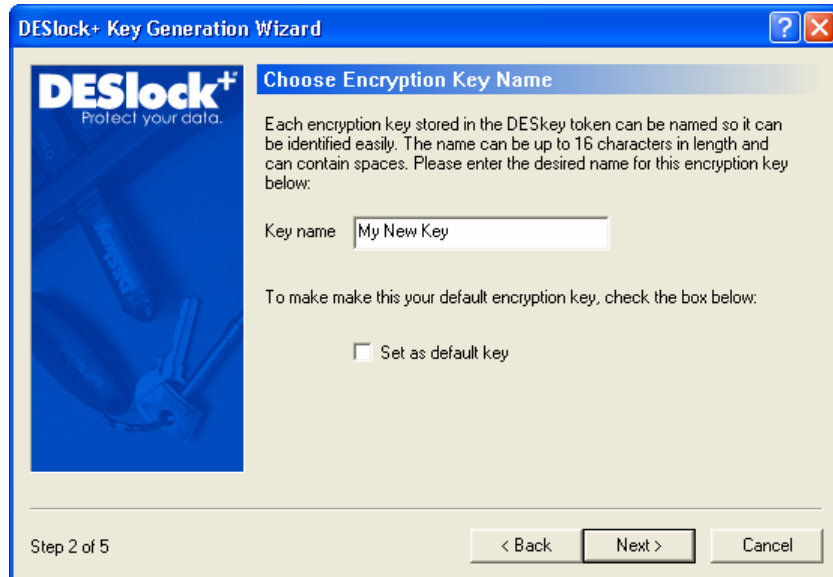 DESlock+ Key Generation Wizard
DESlock+
Protect your data.
Choose Encryption Key Name
Each encryption key stored in the DESkey token can be named so it can
be identified easily. The name can be up to 16 characters in length and
can contain spaces. Please enter the desired name for this encryption key
below:
Key name My New Key
To make make this your default encryption key, check the box below:
Set as default key
DESkey
Step 2 of 5
< Back Next > Cancel